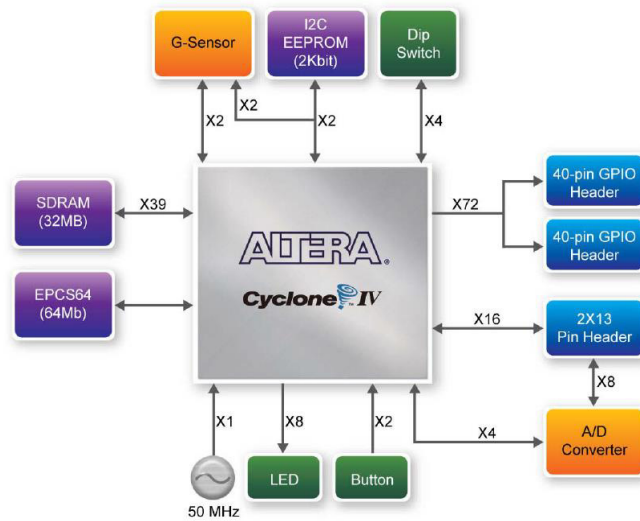 G-Sensor
I2C
EEPROM
(2Kbit)
Dip
Switch
X2
X2
X2
X4
SDRAM
(32MB)
X39
EPCS64
(64Mb)
ALTERA®
Cyclone™ IV
X72
40-pin GPIO
Header
40-pin GPIO
Header
X16
2X13
Pin Header
X8
X4
A/D
Converter
X1
X8
X2
50 MHz
LED
Button